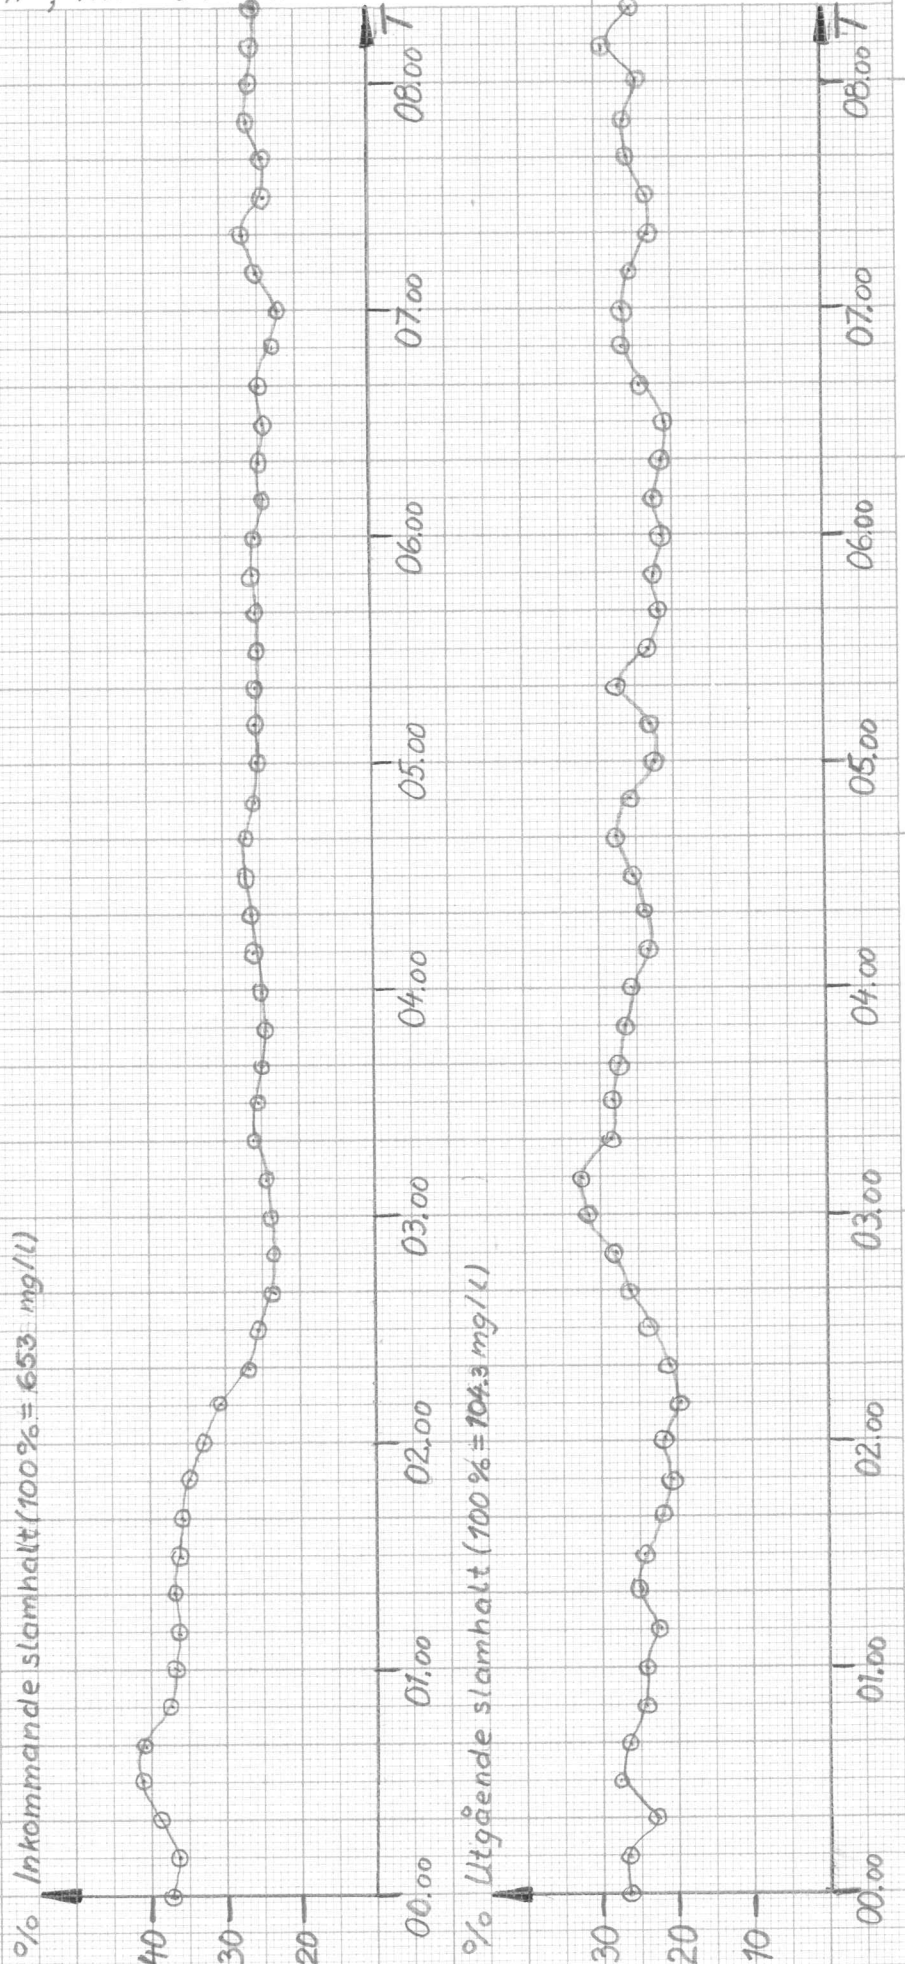 % Inkommande slamhalt (100% = 653 mg/l)
40
30
20
00.00 01.00 02.00 03.00 04.00 05.00 06.00 07.00 08.00 T
% Utgående slamhalt (100% = 104.3 mg/l)
30
20
10
00.00 01.00 02.00 03.00 04.00 05.00 06.00 07.00 08.00 T